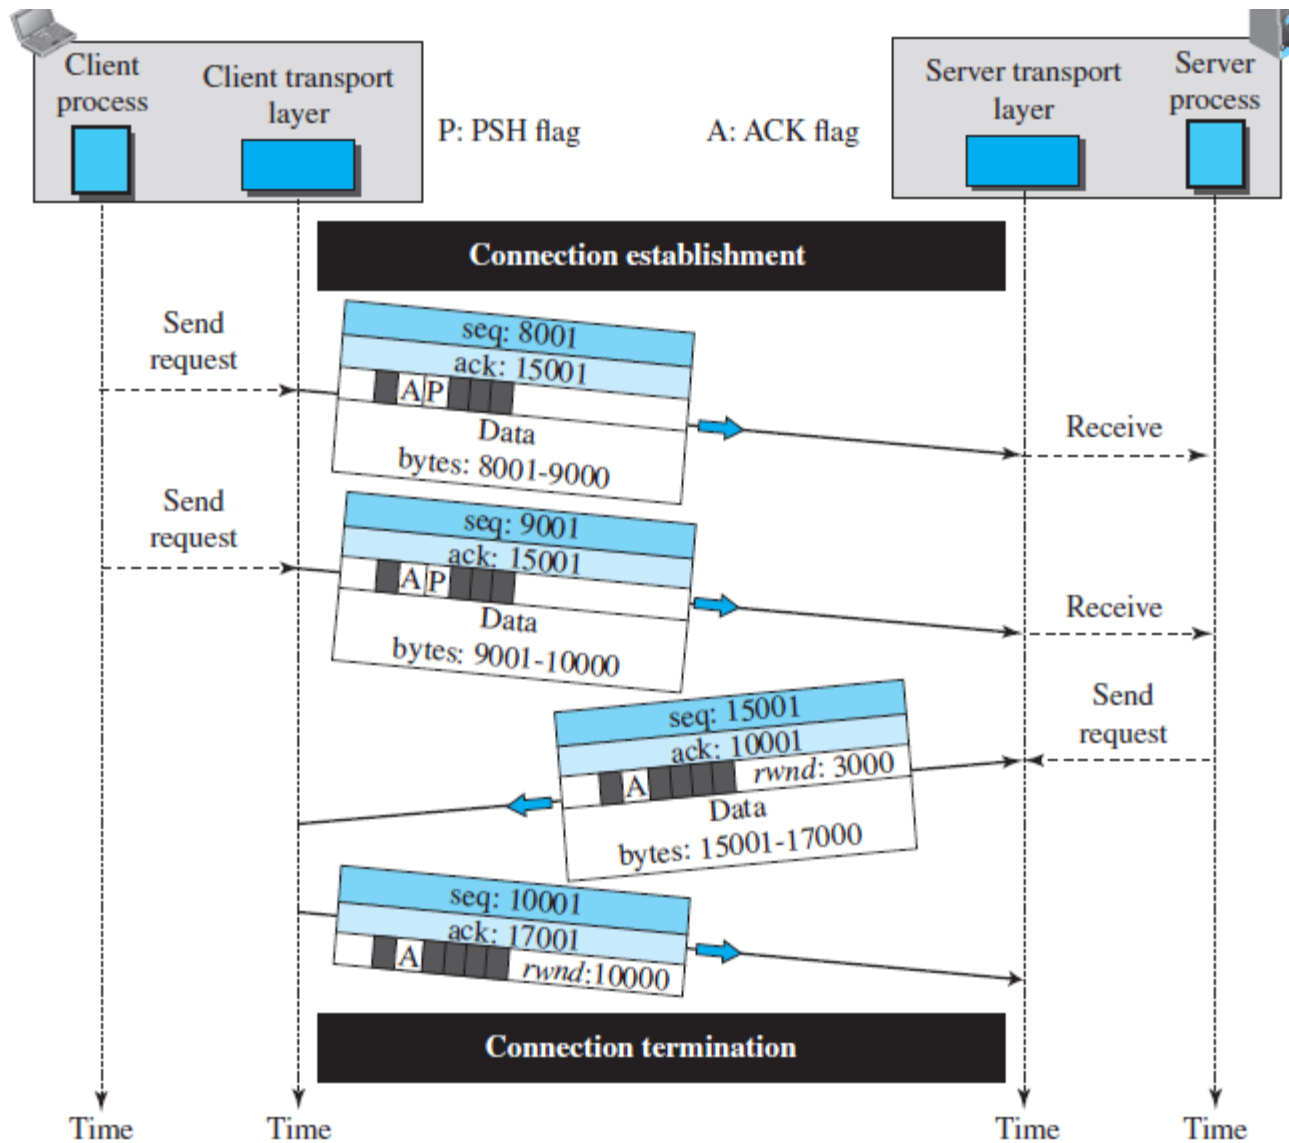 Client
process
Client transport
layer
P: PSH flag
A: ACK flag
Server transport
layer
Server
process
Connection establishment
Send
request
seq: 8001
ack: 15001
A P
Data
bytes: 8001-9000
Receive
Send
request
seq: 9001
ack: 15001
A P
Data
bytes: 9001-10000
Receive
Send
request
seq: 15001
ack: 10001
A rwnd: 3000
Data
bytes: 15001-17000
seq: 10001
ack: 17001
A rwnd:10000
Connection termination
Time Time Time Time